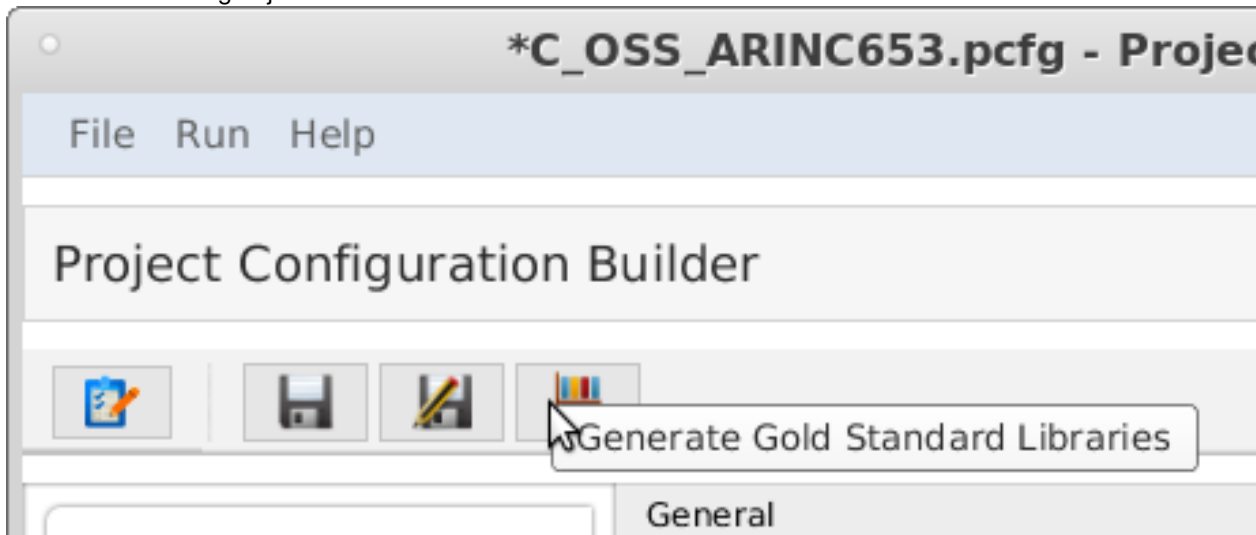 *C_OSS_ARINC653.pcfg - Projec
File Run Help
Project Configuration Builder
Generate Gold Standard Libraries
General